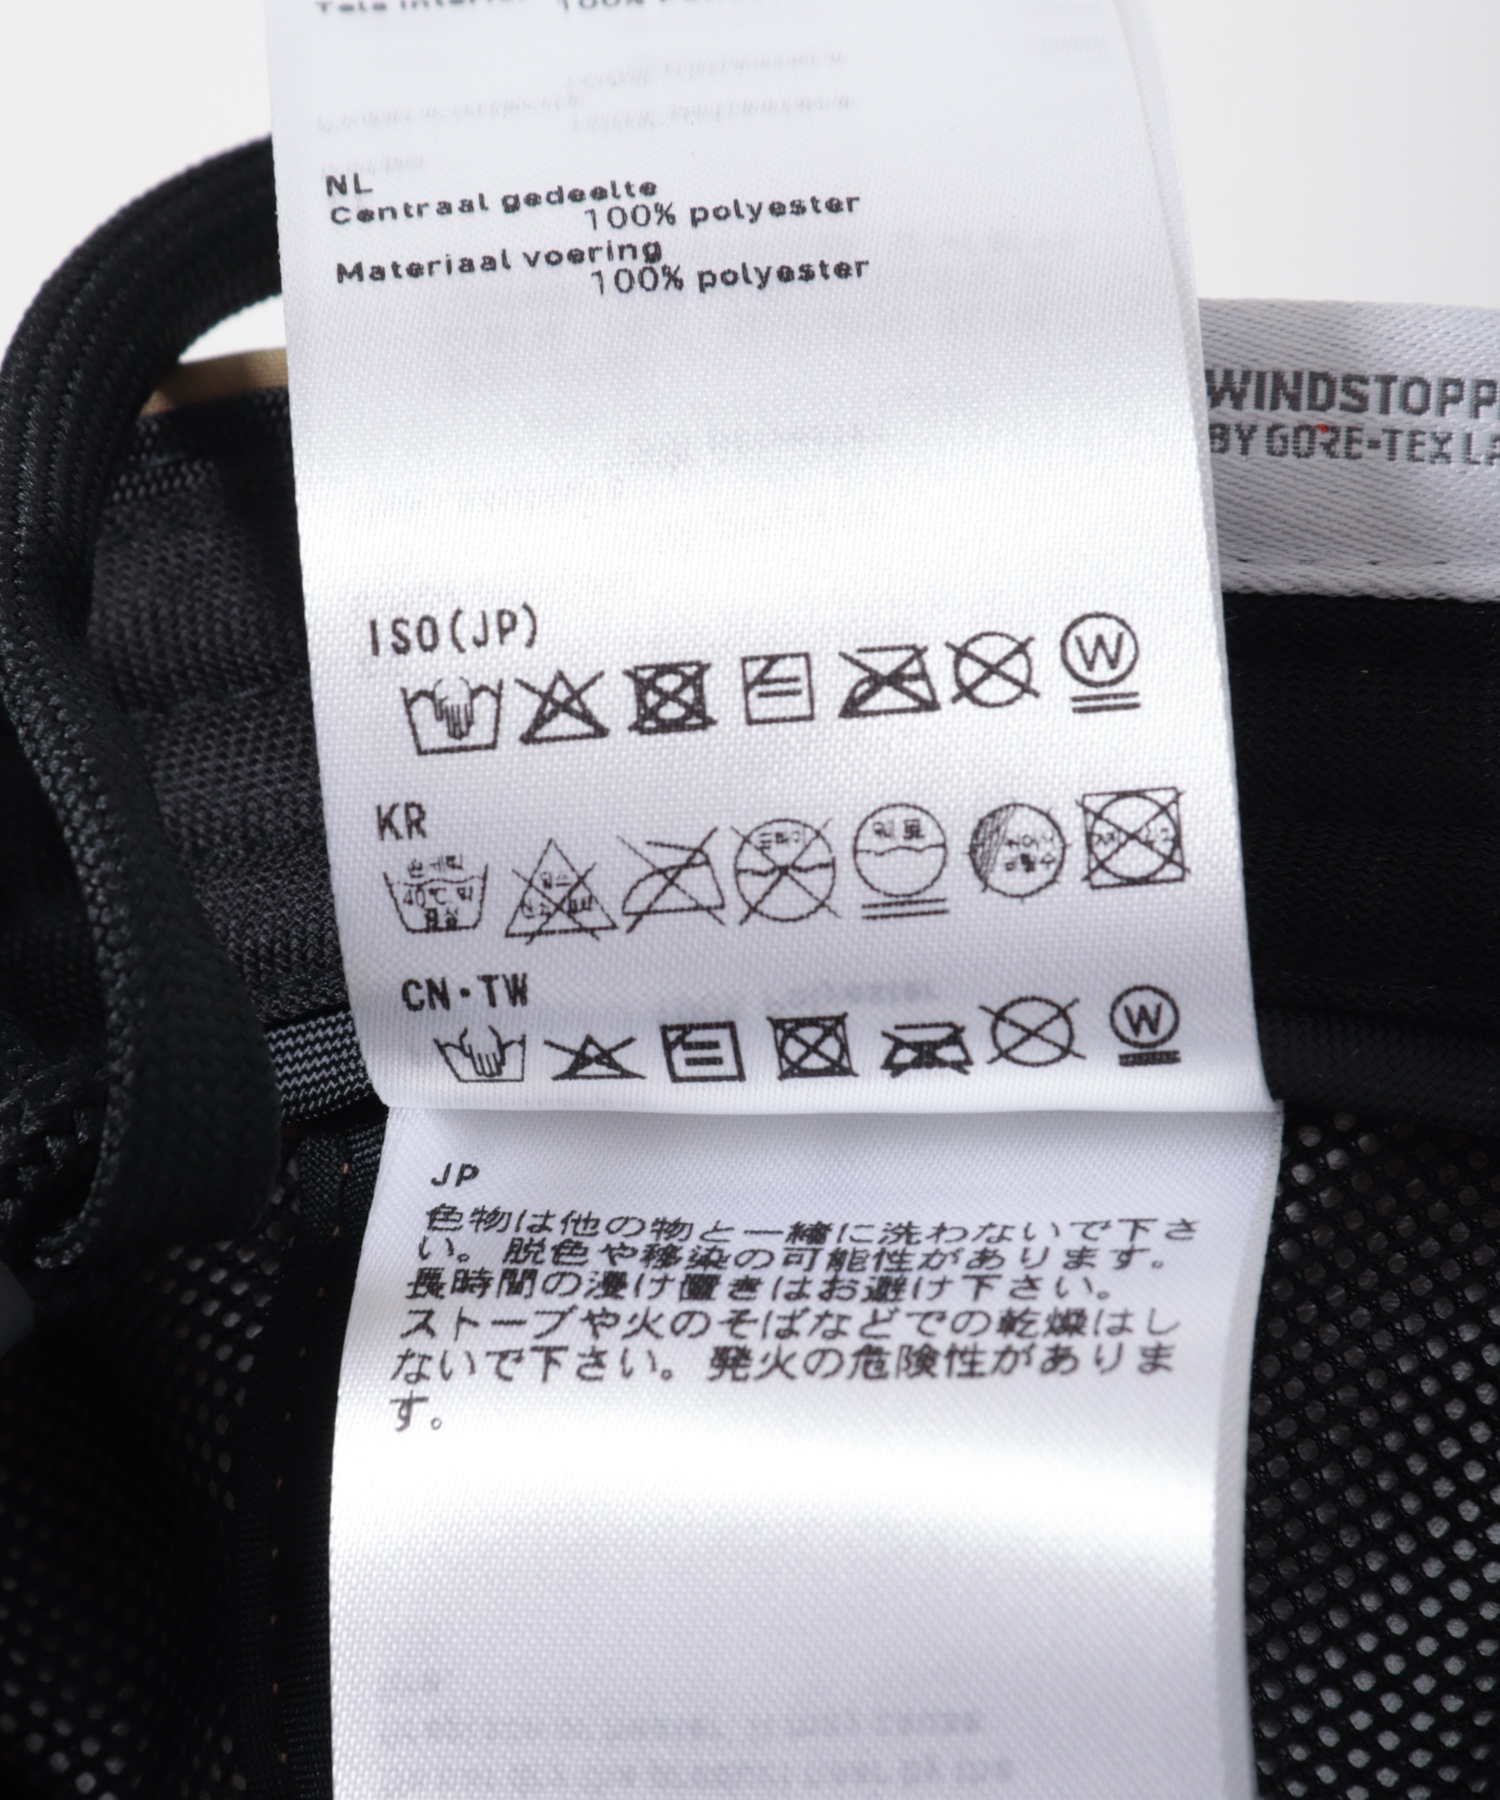 100%
NL
Centraal gedeelte
100% polyester
Materiaal voering
100% polyester
WINDSTOPP
BY GORE-TEX LA
ISO(JP)
W
KR
40℃
CN・TW
W
JP
色物は他の物と一緒に洗わないで下さ
い。脱色や移染の可能性があります。
長時間の浸け置きはお避け下さい。
ストーブや火のそばなどでの乾燥はし
ないで下さい。発火の危険性がありま
す。